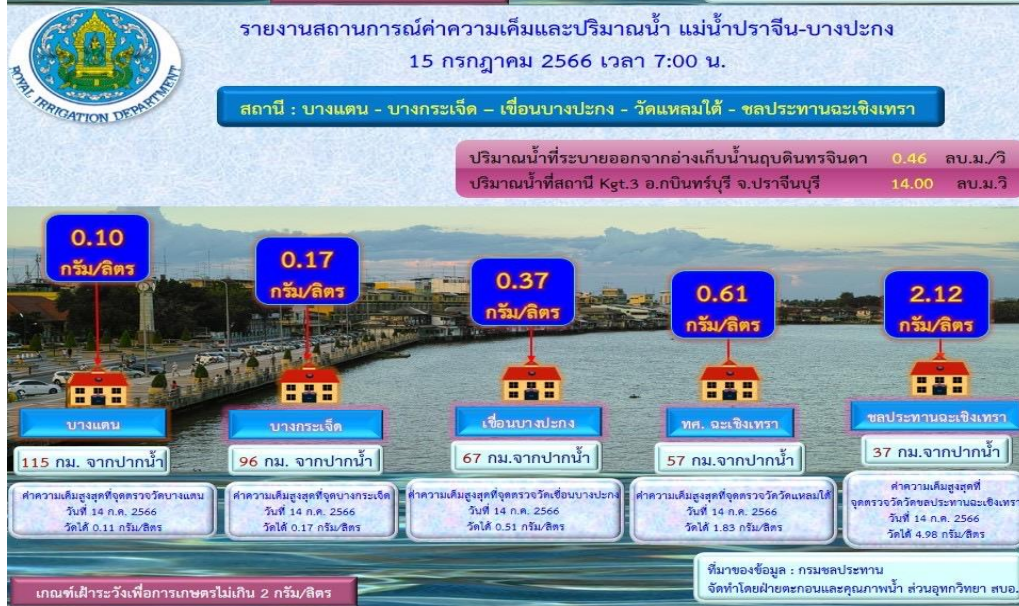 ROYAL IRRIGATION DEPARTMENT
รายงานสถานการณ์ค่าความเค็มและปริมาณน้ำ แม่น้ำปราจีน-บางปะกง
15 กรกฎาคม 2566 เวลา 7:00 น.
สถานี : บางแตน - บางกระเจ็ด – เขื่อนบางปะกง - วัดแหลมใต้ - ชลประทานฉะเชิงเทรา
ปริมาณน้ำที่ระบายออกจากอ่างเก็บน้ำนฤบดินทรจินดา 0.46 ลบ.ม./วิ
ปริมาณน้ำที่สถานี Kgt.3 อ.กบินทร์บุรี จ.ปราจีนบุรี 14.00 ลบ.ม.วิ
0.10
กรัม/ลิตร
0.17
กรัม/ลิตร
0.37
กรัม/ลิตร
0.61
กรัม/ลิตร
2.12
กรัม/ลิตร
บางแตน
บางกระเจ็ด
เขื่อนบางปะกง
ทศ. ฉะเชิงเทรา
ชลประทานฉะเชิงเทรา
115 กม. จากปากน้ำ
96 กม. จากปากน้ำ
67 กม.จากปากน้ำ
57 กม.จากปากน้ำ
37 กม.จากปากน้ำ
ค่าความเค็มสูงสุดที่จุดตรวจวัดบางแตน
วันที่ 14 ก.ค. 2566
วัดได้ 0.11 กรัม/ลิตร
ค่าความเค็มสูงสุดที่จุดบางกระเจ็ด
วันที่ 14 ก.ค. 2566
วัดได้ 0.17 กรัม/ลิตร
ค่าความเค็มสูงสุดที่จุดตรวจวัดเขื่อนบางปะกง
วันที่ 14 ก.ค. 2566
วัดได้ 0.51 กรัม/ลิตร
ค่าความเค็มสูงสุดที่จุดตรวจวัดวัดแหลมใต้
วันที่ 14 ก.ค. 2566
วัดได้ 1.83 กรัม/ลิตร
ค่าความเค็มสูงสุดที่
จุดตรวจวัดวัดชลประทานฉะเชิงเทรา
วันที่ 14 ก.ค. 2566
วัดได้ 4.98 กรัม/ลิตร
เกณฑ์เฝ้าระวังเพื่อการเกษตรไม่เกิน 2 กรัม/ลิตร
ที่มาของข้อมูล : กรมชลประทาน
จัดทำโดยฝ่ายตะกอนและคุณภาพน้ำ ส่วนอุทกวิทยา สบอ.